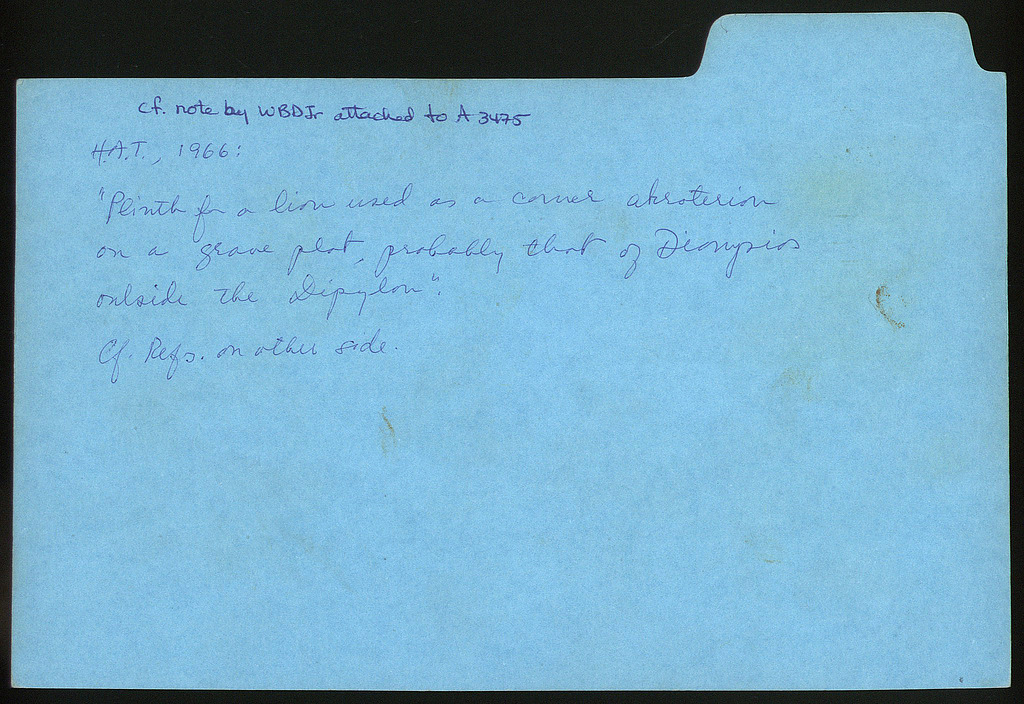 cf. note by WBDJr attached to A 3475
H.A.T., 1966:
"Plinth for a lion used as a corner akroterion
on a grave plot, probably that of Dionysios
outside the Dipylon".
Cf. Refs. on other side.